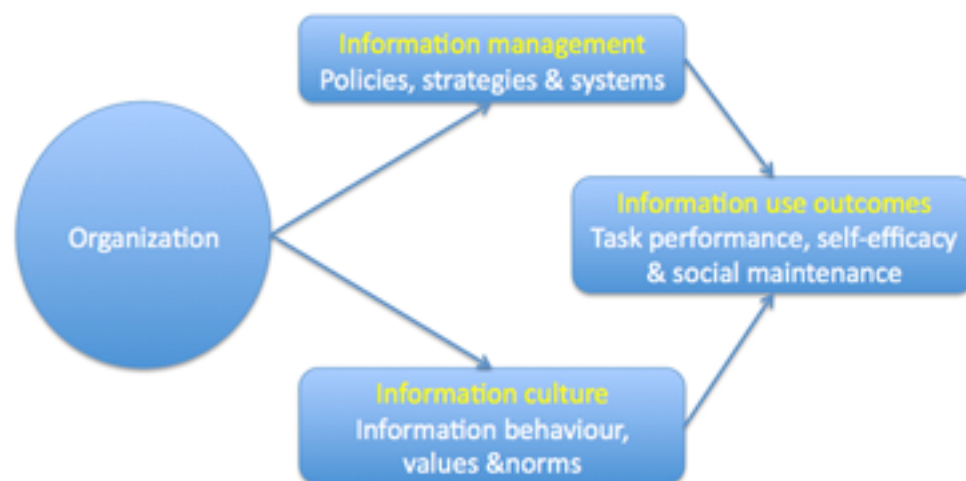 Information management
Policies, strategies & systems
Organization
Information use outcomes
Task performance, self-efficacy
& social maintenance
Information culture
Information behaviour,
values &norms